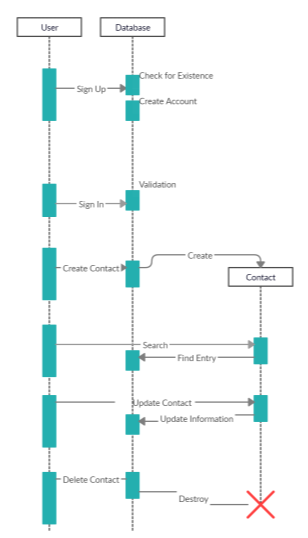 User
Database
Check for Existence
Sign Up
Create Account
Validation
Sign In
Create
Create Contact
Contact
Search
Find Entry
Update Contact
Update Information
Delete Contact
Destroy